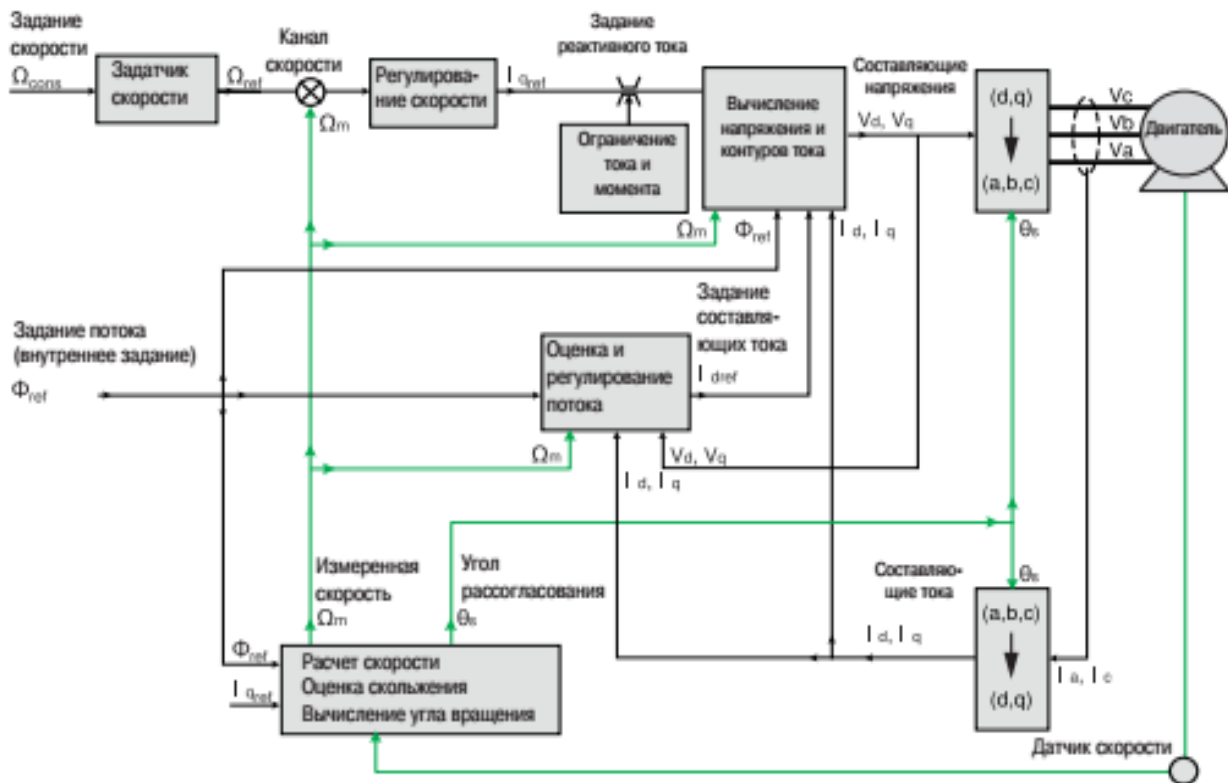 Задание
скорости
Ωcons
Задатчик
скорости
Ωref
Канал
скорости
Ωm
Регулирова-
ние скорости
I qref
Задание
реактивного тока
Ограничение
тока и
момента
Вычисление
напряжения и
контуров тока
Составляющие
напряжения
Vd, Vq
(d,q)
(a,b,c)
Vc
Vb
Va
Двигатель
Ωm
Φref
I d, I q
θs
Задание потока
(внутреннее задание)
Φref
Задание
составля-
ющих тока
Оценка и
регулирование
потока
I dref
Ωm
I d, I q
Vd, Vq
Измеренная
скорость
Ωm
Угол
рассогласования
θs
Составляю-
щие тока
θs
(a,b,c)
(d,q)
I d, I q
I a, I c
Φref
I qref
Расчет скорости
Оценка скольжения
Вычисление угла вращения
Датчик скорости